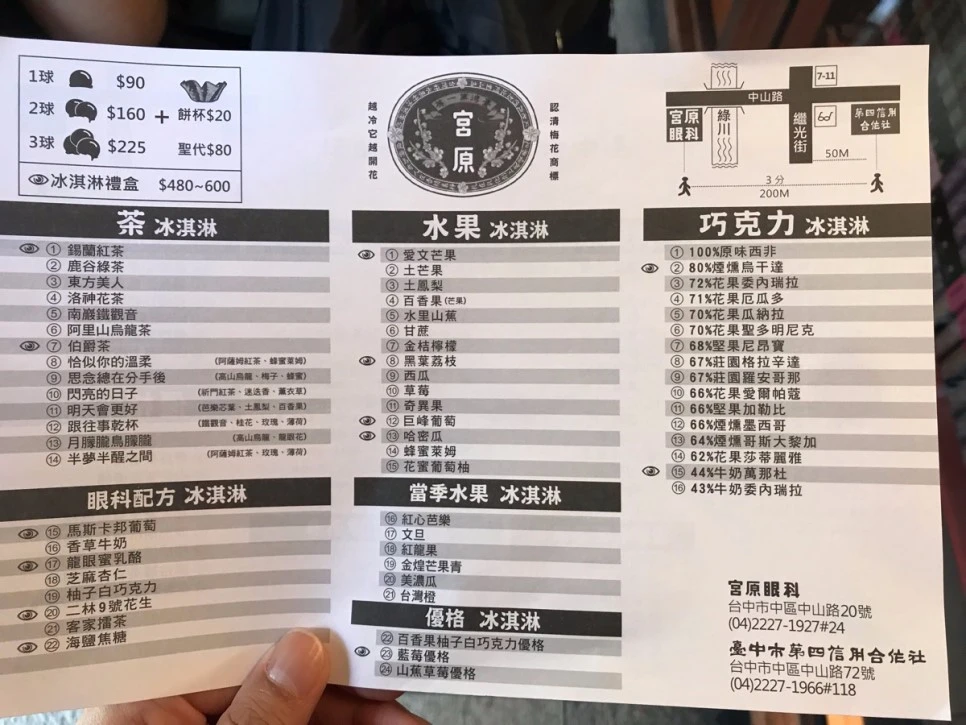 1球 $90
2球 $160 + 餅杯$20
3球 $225 聖代$80
冰淇淋禮盒 $480~600
越冷它越開花
宮原
認清梅花商標
7-11
中山路
宮原眼科
綠川
繼光街
第四信用合作社
50M
3分
200M
茶 冰淇淋
① 錫蘭紅茶
② 鹿谷綠茶
③ 東方美人
④ 洛神花茶
⑤ 南巖鐵觀音
⑥ 阿里山烏龍茶
⑦ 伯爵茶
⑧ 恰似你的溫柔 (阿薩姆紅茶、蜂蜜萊姆)
⑨ 思念總在分手後 (高山烏龍、梅子、蜂蜜)
⑩ 閃亮的日子 (新門紅茶、迷迭香、薰衣草)
⑪ 明天會更好 (芭樂芯葉、土鳳梨、百香果)
⑫ 跟往事乾杯 (鐵觀音、桂花、玫瑰、薄荷)
⑬ 月朦朧鳥朦朧 (高山烏龍、龍眼花)
⑭ 半夢半醒之間 (阿薩姆紅茶、玫瑰、薄荷)
眼科配方 冰淇淋
⑮ 馬斯卡邦葡萄
⑯ 香草牛奶
⑰ 龍眼蜜乳酪
⑱ 芝麻杏仁
⑲ 柚子白巧克力
⑳ 二林9號花生
㉑ 客家擂茶
㉒ 海鹽焦糖
水果 冰淇淋
① 愛文芒果
② 土芒果
③ 土鳳梨
④ 百香果(芒果)
⑤ 水里山蕉
⑥ 甘蔗
⑦ 金桔檸檬
⑧ 黑葉荔枝
⑨ 西瓜
⑩ 草莓
⑪ 奇異果
⑫ 巨峰葡萄
⑬ 哈密瓜
⑭ 蜂蜜萊姆
⑮ 花蜜葡萄柚
當季水果 冰淇淋
⑯ 紅心芭樂
⑰ 文旦
⑱ 紅龍果
⑲ 金煌芒果青
⑳ 美濃瓜
㉑ 台灣橙
優格 冰淇淋
㉒ 百香果柚子白巧克力優格
㉓ 藍莓優格
㉔ 山蕉草莓優格
巧克力 冰淇淋
① 100%原味西非
② 80%煙燻烏干達
③ 72%花果委內瑞拉
④ 71%花果厄瓜多
⑤ 70%花果瓜納拉
⑥ 70%花果聖多明尼克
⑦ 68%堅果尼昂寶
⑧ 67%莊園格拉辛達
⑨ 67%莊園羅安哥那
⑩ 66%花果愛爾帕蔻
⑪ 66%堅果加勒比
⑫ 66%煙燻墨西哥
⑬ 64%煙燻哥斯大黎加
⑭ 62%花果莎蒂麗雅
⑮ 44%牛奶萬那杜
⑯ 43%牛奶委內瑞拉
宮原眼科
台中市中區中山路20號
(04)2227-1927#24
臺中市第四信用合作社
台中市中區中山路72號
(04)2227-1966#118